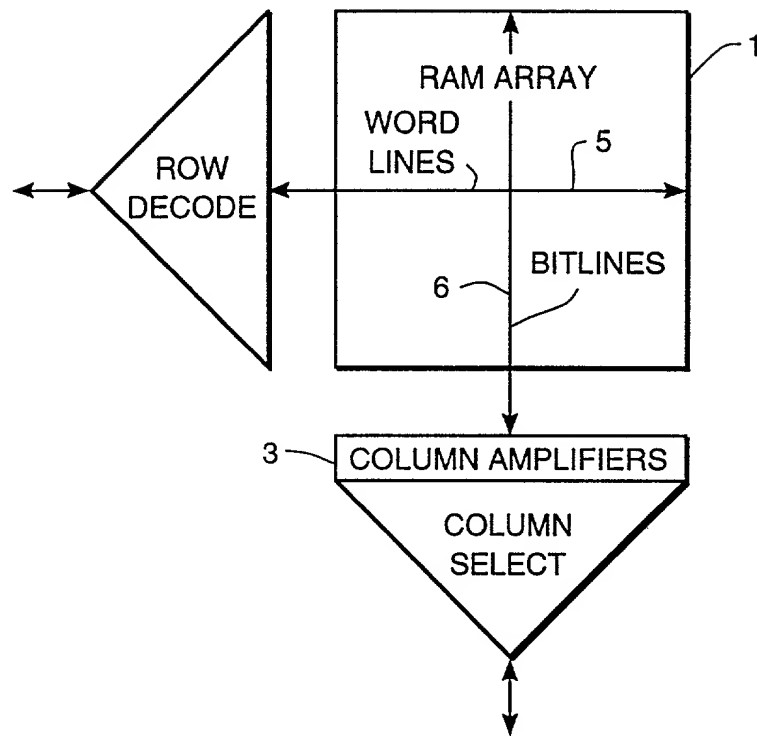 1
RAM ARRAY
WORD
LINES
5
ROW
DECODE
6
BITLINES
3
COLUMN AMPLIFIERS
COLUMN
SELECT